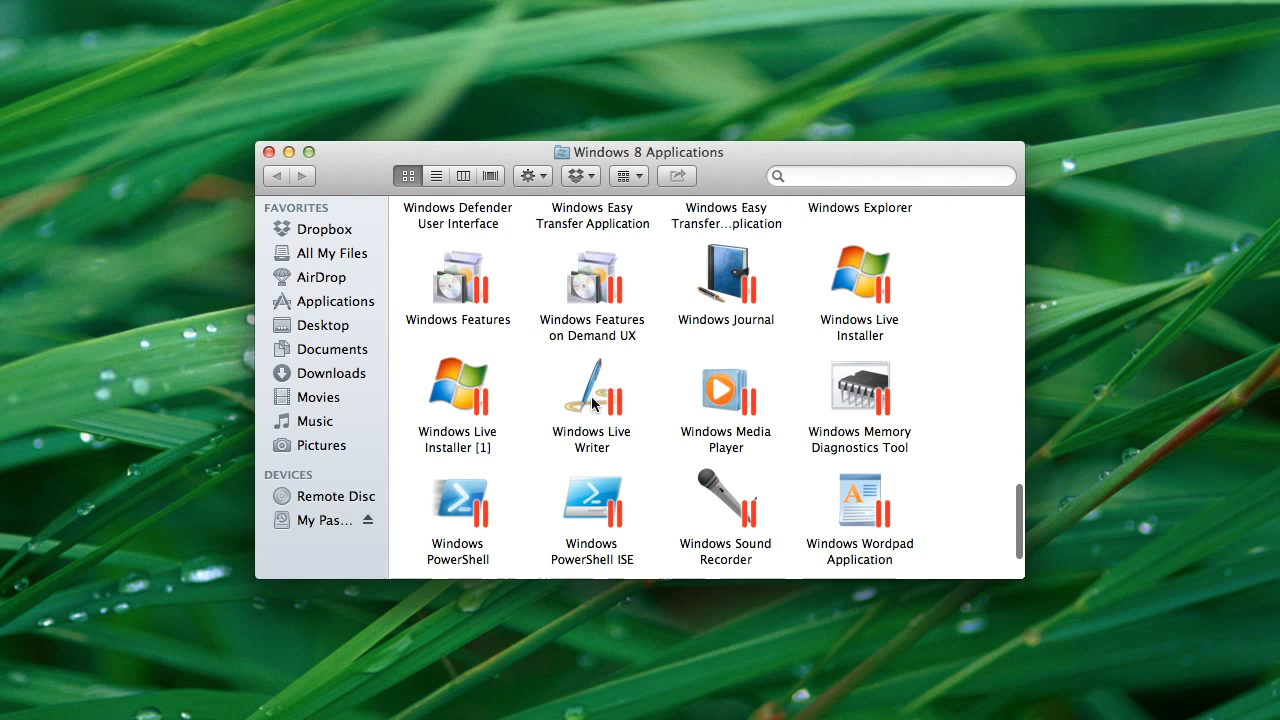 Windows 8 Applications
FAVORITES
Dropbox
All My Files
AirDrop
Applications
Desktop
Documents
Downloads
Movies
Music
Pictures
DEVICES
Remote Disc
My Pas...
Windows Defender
User Interface
Windows Easy
Transfer Application
Windows Easy
Transfer...plication
Windows Explorer
Windows Features
Windows Features
on Demand UX
Windows Journal
Windows Live
Installer
Windows Live
Installer [1]
Windows Live
Writer
Windows Media
Player
Windows Memory
Diagnostics Tool
Windows
PowerShell
Windows
PowerShell ISE
Windows Sound
Recorder
Windows Wordpad
Application